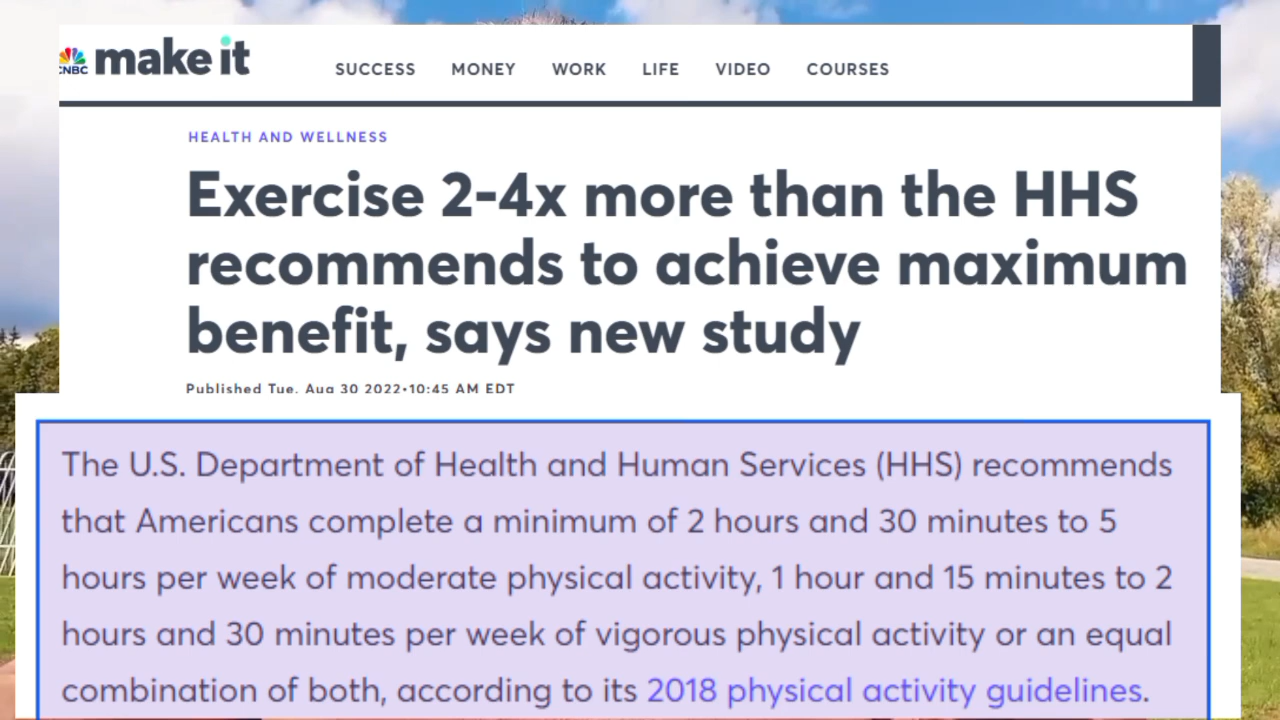 CNBC make it
SUCCESS MONEY WORK LIFE VIDEO COURSES
HEALTH AND WELLNESS
Exercise 2-4x more than the HHS
recommends to achieve maximum
benefit, says new study
Published Tue, Aug 30 2022•10:45 AM EDT
The U.S. Department of Health and Human Services (HHS) recommends
that Americans complete a minimum of 2 hours and 30 minutes to 5
hours per week of moderate physical activity, 1 hour and 15 minutes to 2
hours and 30 minutes per week of vigorous physical activity or an equal
combination of both, according to its 2018 physical activity guidelines.